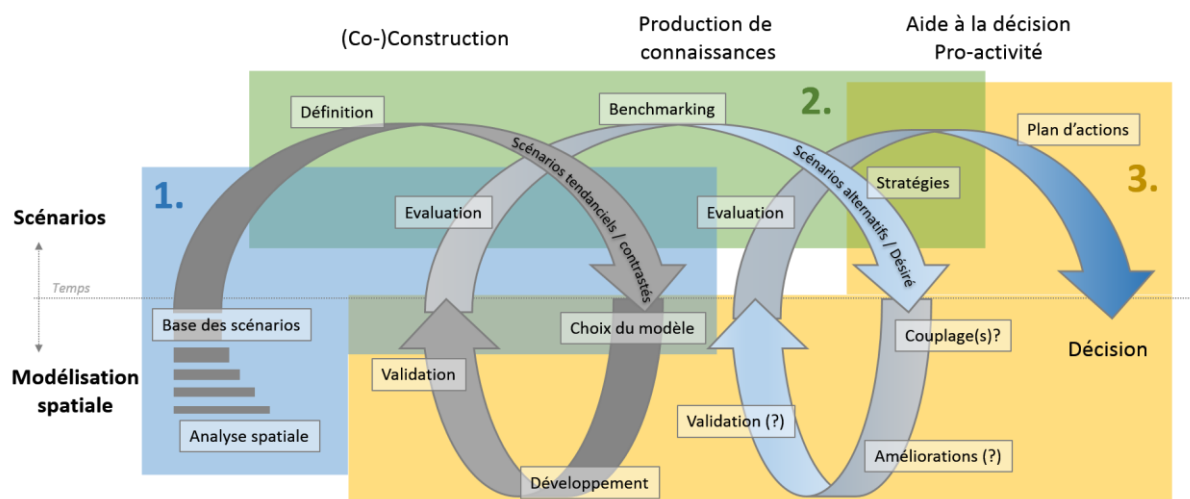 (Co-)Construction
Production de
connaissances
Aide à la décision
Pro-activité
Définition
Benchmarking
2.
Plan d'actions
1.
Scénarios tendanciels / contrastés
Scénarios alternatifs / Désiré
Stratégies
3.
Evaluation
Evaluation
Scénarios
Temps
Base des scénarios
Choix du modèle
Couplage(s)?
Décision
Modélisation
spatiale
Validation
Validation (?)
Analyse spatiale
Améliorations (?)
Développement